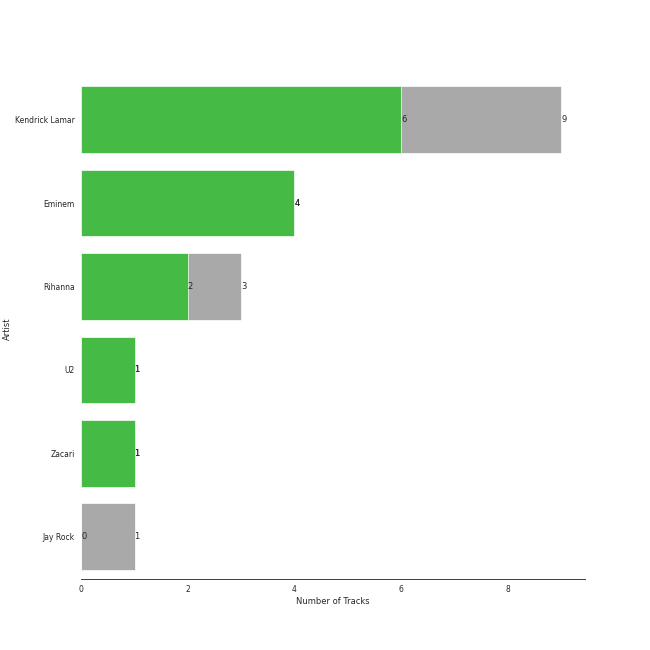 Kendrick Lamar 6 9
Eminem 4
Rihanna 2 3
U2 1
Zacari 1
Jay Rock 0 1
Artist
0 2 4 6 8
Number of Tracks